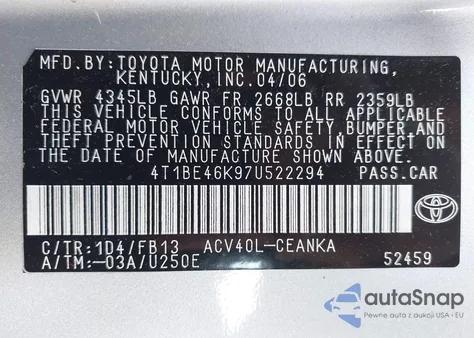 MFD.BY: TOYOTA MOTOR MANUFACTURING,
KENTUCKY, INC. 04/06
GVWR 4345LB GAWR FR 2668LB RR 2359LB
THIS VEHICLE CONFORMS TO ALL APPLICABLE
FEDERAL MOTOR VEHICLE SAFETY, BUMPER, AND
THEFT PREVENTION STANDARDS IN EFFECT ON
THE DATE OF MANUFACTURE SHOWN ABOVE.
4T1BE46K97U522294 PASS.CAR
C/TR: 1D4/FB13 ACV40L-CEANKA
A/TM: -03A/U250E 52459
TOYOTA
autoSnap
Pewne auta z aukcji USA i EU